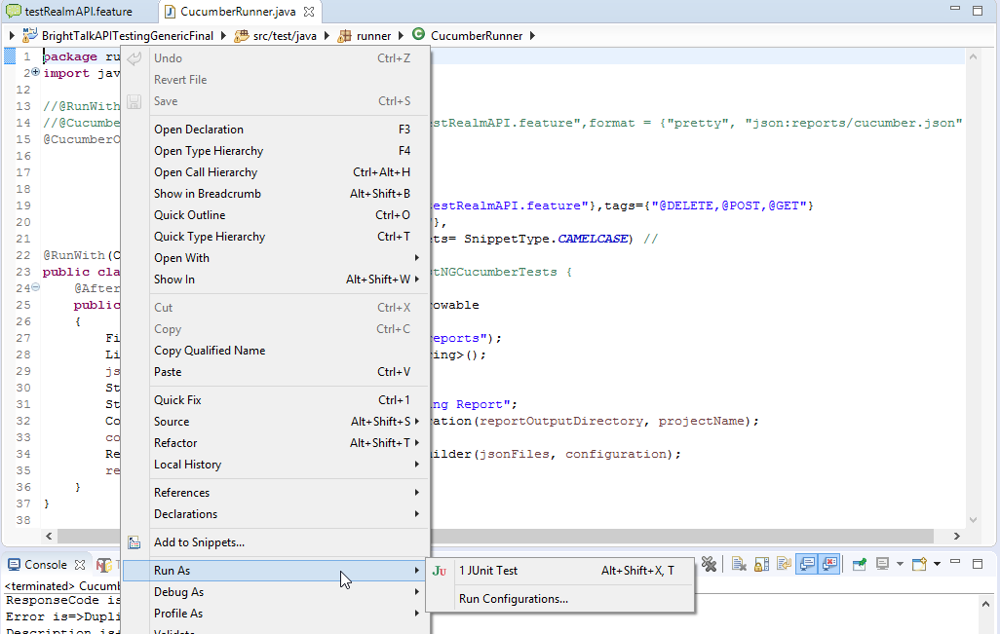 testRealmAPI.feature
CucumberRunner.java
BrightTalkAPITestingGenericFinal
src/test/java
runner
CucumberRunner
1 package ru
2 import jav
12
13 //@RunWith
14 //@Cucumbe
stRealmAPI.feature",format = {"pretty", "json:reports/cucumber.json"
15 @CucumberO
16
17
18
19
testRealmAPI.feature"},tags={"@DELETE,@POST,@GET"}
20
},
21
ts= SnippetType.CAMELCASE) //
22 @RunWith(C
23 public cla
tNGCucumberTests {
24 @After
25 public
owable
26 {
27 Fi
reports");
28 Li
ing>();
29 js
30 St
31 St
ng Report";
32 Co
ation(reportOutputDirectory, projectName);
33 co
34 Re
uilder(jsonFiles, configuration);
35 re
36 }
37 }
38
Undo Ctrl+Z
Revert File
Save Ctrl+S
Open Declaration F3
Open Type Hierarchy F4
Open Call Hierarchy Ctrl+Alt+H
Show in Breadcrumb Alt+Shift+B
Quick Outline Ctrl+O
Quick Type Hierarchy Ctrl+T
Open With
Show In Alt+Shift+W
Cut Ctrl+X
Copy Ctrl+C
Copy Qualified Name
Paste Ctrl+V
Quick Fix Ctrl+1
Source Alt+Shift+S
Refactor Alt+Shift+T
Local History
References
Declarations
Add to Snippets...
Run As
Debug As
Profile As
Validate
JU 1 JUnit Test Alt+Shift+X, T
Run Configurations...
Console
<terminated> Cucumb
ResponseCode is
Error is=>Dupli
Description is=